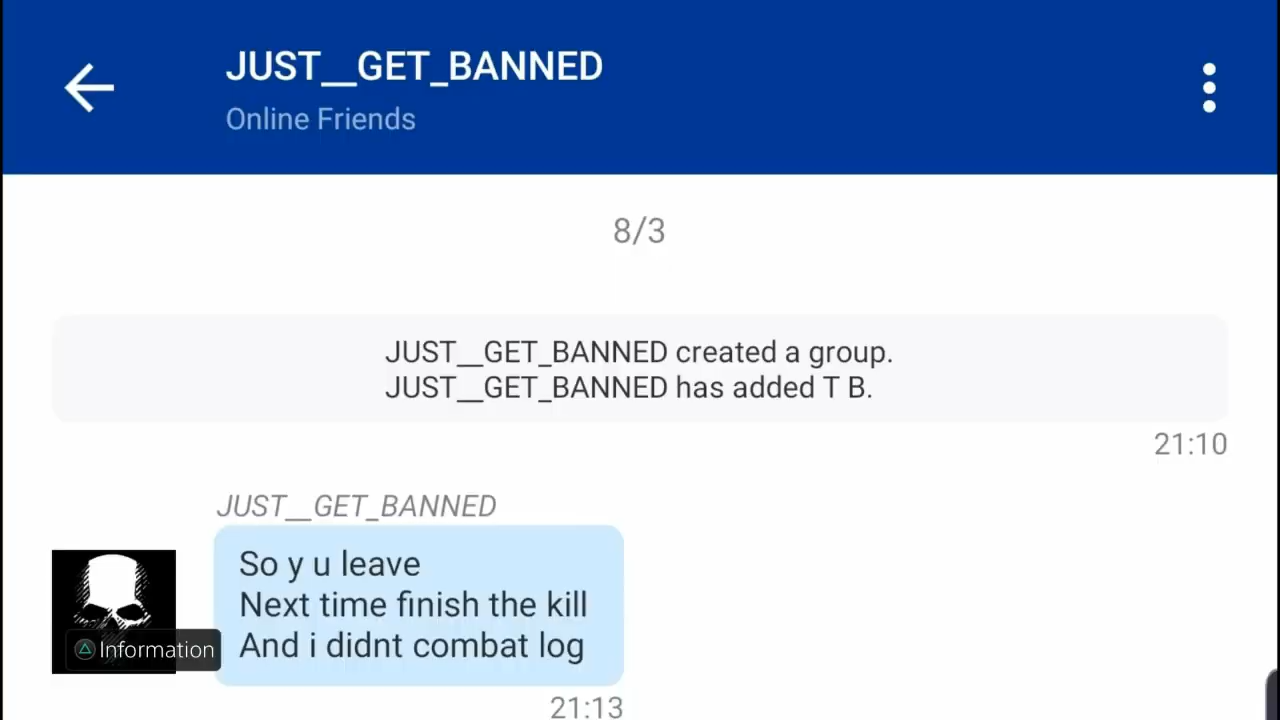 JUST__GET_BANNED
Online Friends
8/3
JUST__GET_BANNED created a group.
JUST__GET_BANNED has added T B.
21:10
JUST__GET_BANNED
So y u leave
Next time finish the kill
And i didnt combat log
Information
21:13